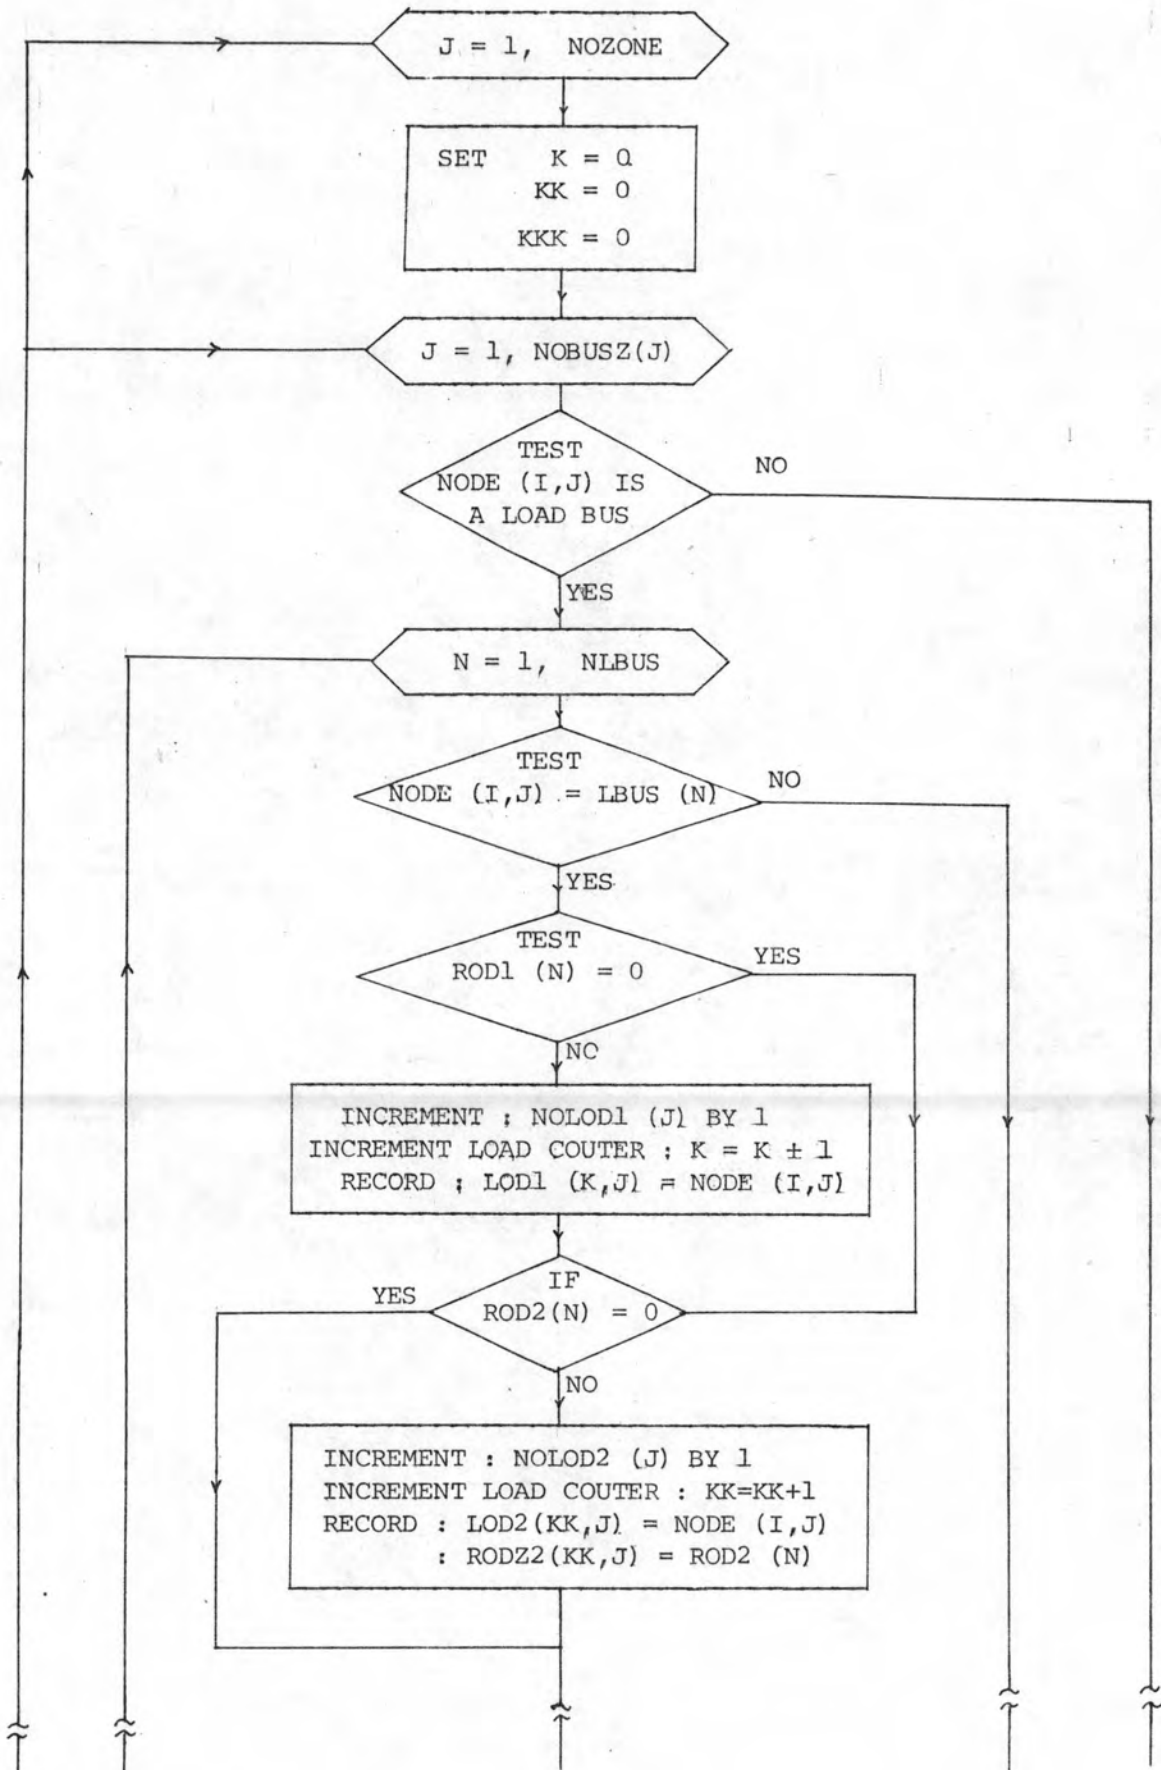 J = 1, NOZONE
SET K = 0
KK = 0
KKK = 0
J = 1, NOBUSZ(J)
TEST
NODE (I,J) IS
A LOAD BUS
NO
YES
N = 1, NLBUS
TEST
NODE (I,J) = LBUS (N)
NO
YES
TEST
ROD1 (N) = 0
YES
NO
INCREMENT : NOLOD1 (J) BY 1
INCREMENT LOAD COUTER : K = K ± 1
RECORD : LOD1 (K,J) = NODE (I,J)
IF
ROD2(N) = 0
YES
NO
INCREMENT : NOLOD2 (J) BY 1
INCREMENT LOAD COUTER : KK=KK+1
RECORD : LOD2(KK,J) = NODE (I,J)
: RODZ2(KK,J) = ROD2 (N)